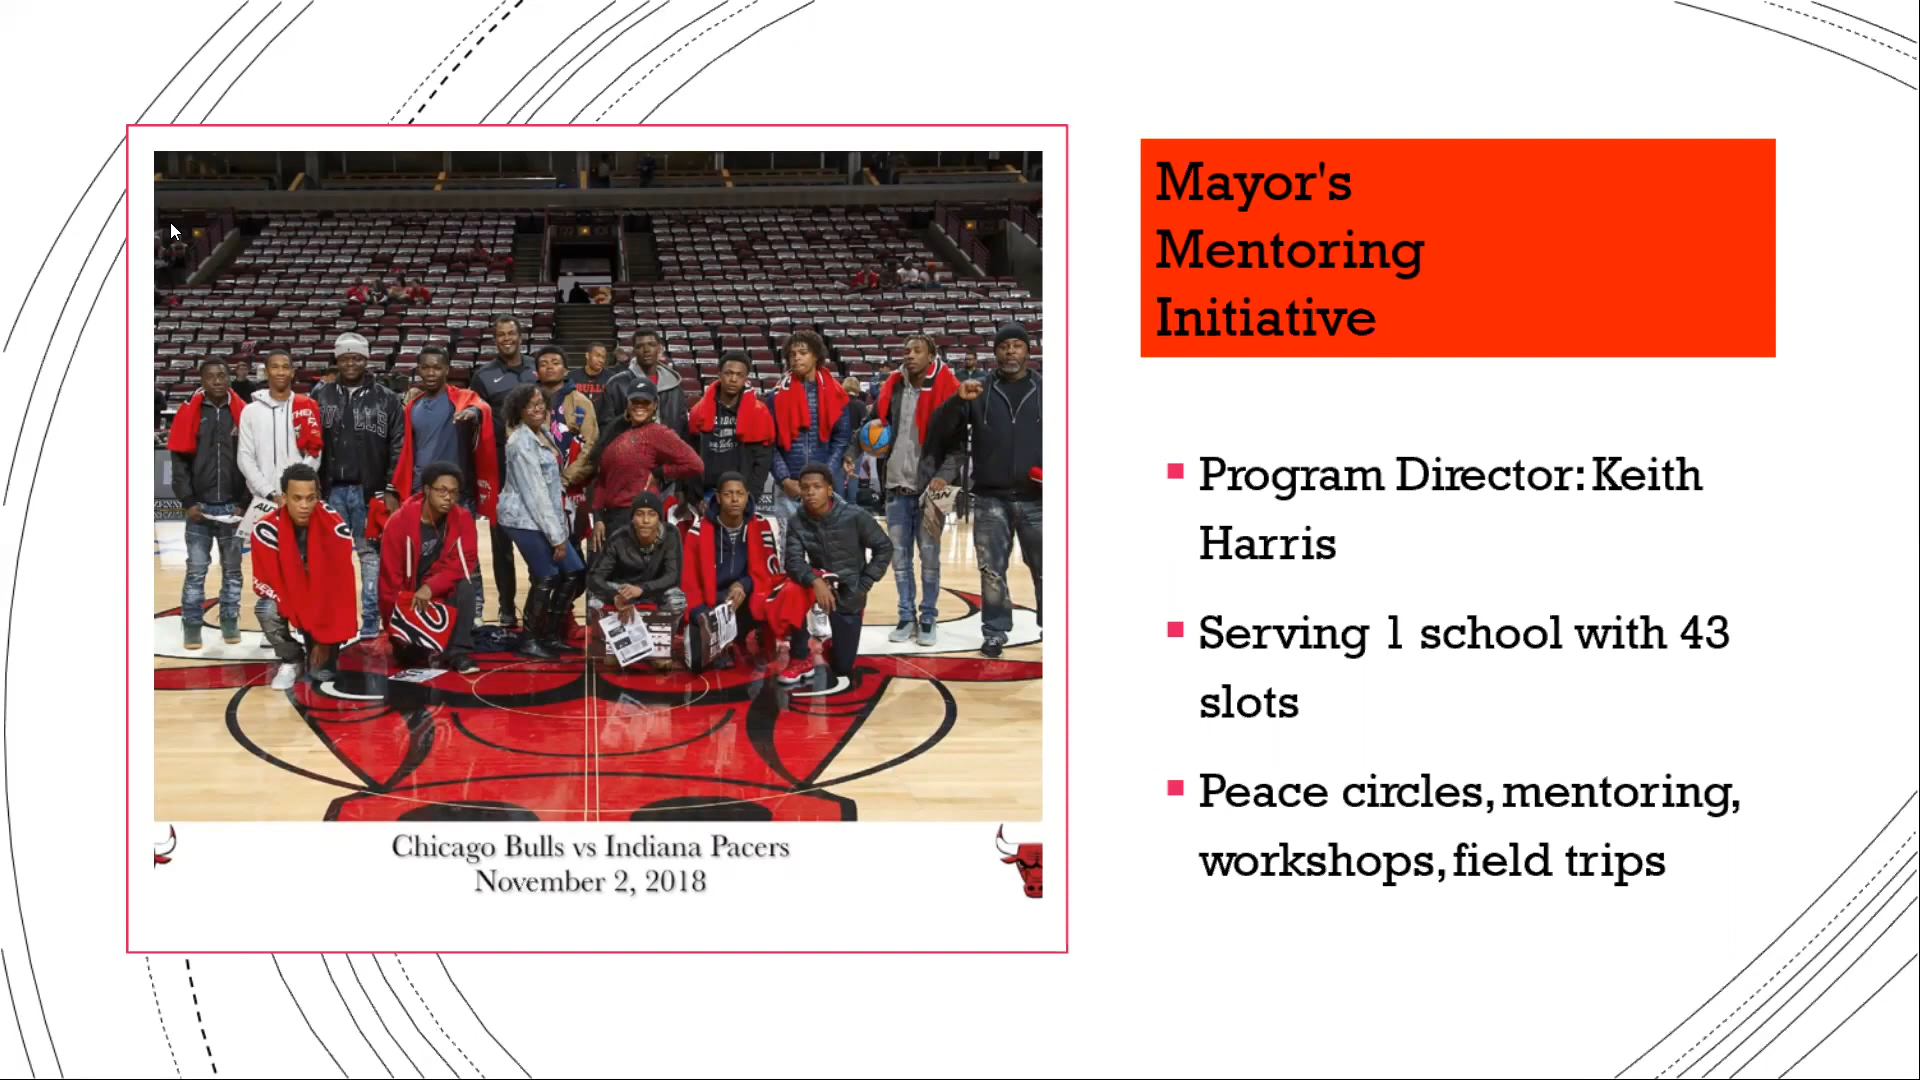 Mayor's
Mentoring
Initiative
Program Director: Keith
Harris
Serving 1 school with 43
slots
Peace circles, mentoring,
workshops, field trips
Chicago Bulls vs Indiana Pacers
November 2, 2018